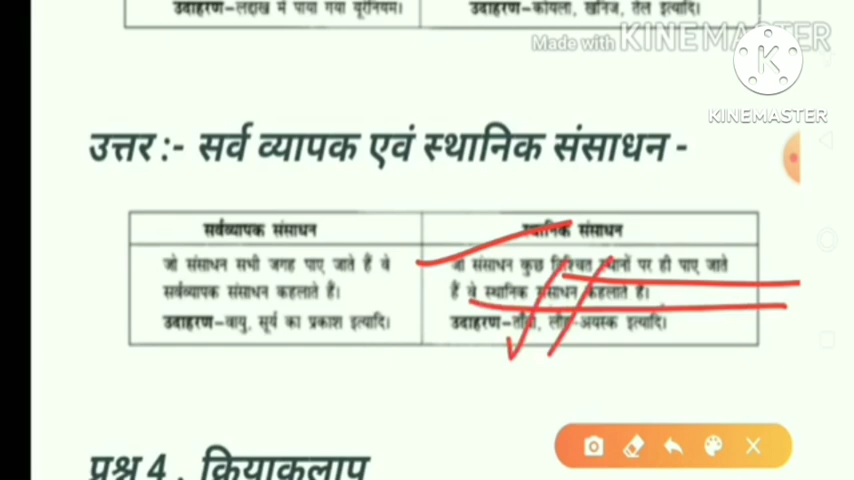 उदाहरण–लद्दाख में पाया गया यूरेनियम।
उदाहरण–कोयला, खनिज, तेल इत्यादि।
Made with KINEMASTER
KINEMASTER
उत्तर :- सर्व व्यापक एवं स्थानिक संसाधन -
सर्वव्यापक संसाधन
जो संसाधन सभी जगह पाए जाते हैं वे
सर्वव्यापक संसाधन कहलाते हैं।
उदाहरण–वायु, सूर्य का प्रकाश इत्यादि।
स्थानिक संसाधन
जो संसाधन कुछ निश्चित स्थानों पर ही पाए जाते
हैं वे स्थानिक संसाधन कहलाते हैं।
उदाहरण–ताँबा, लौह-अयस्क इत्यादि।
प्रश्न 4 . क्रियाकलाप